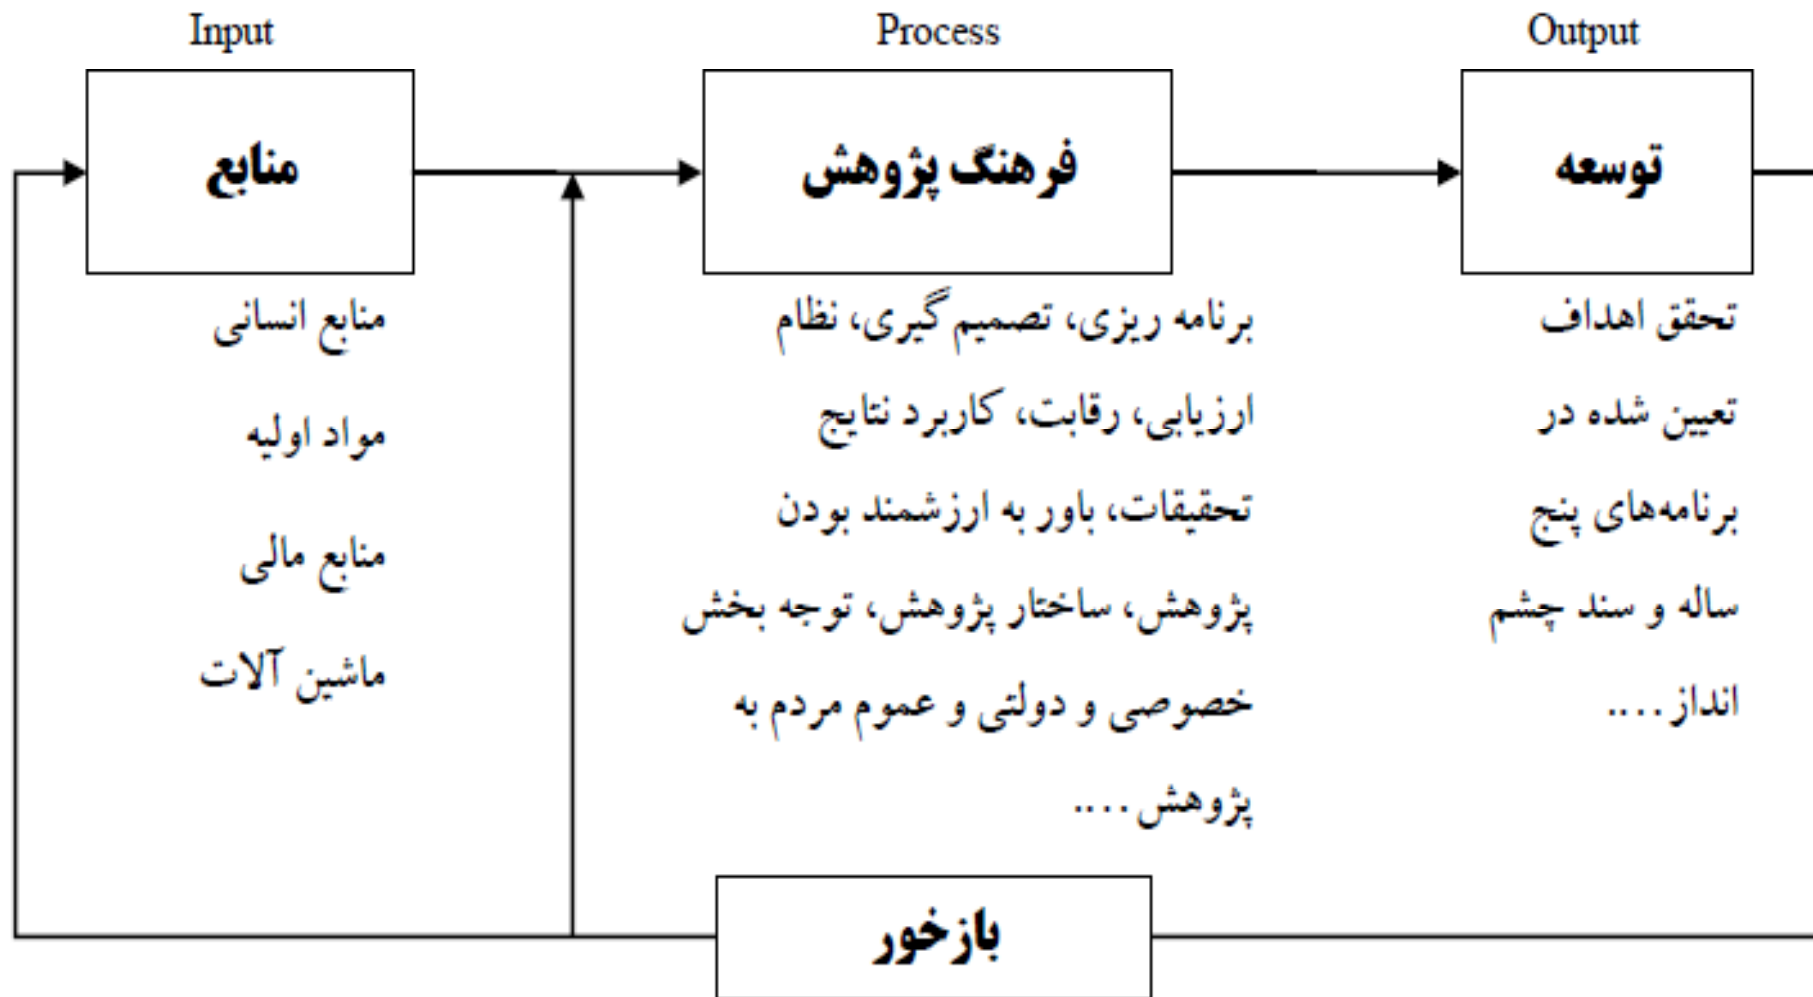 Input
Process
Output
منابع
فرهنگ پژوهش
توسعه
منابع انسانی
مواد اولیه
منابع مالی
ماشین آلات
برنامه ریزی، تصمیم گیری، نظام
ارزیابی، رقابت، کاربرد نتایج
تحقیقات، باور به ارزشمند بودن
پژوهش، ساختار پژوهش، توجه بخش
خصوصی و دولتی و عموم مردم به
پژوهش....
تحقق اهداف
تعیین شده در
برنامه‌های پنج
ساله و سند چشم
انداز....
بازخور